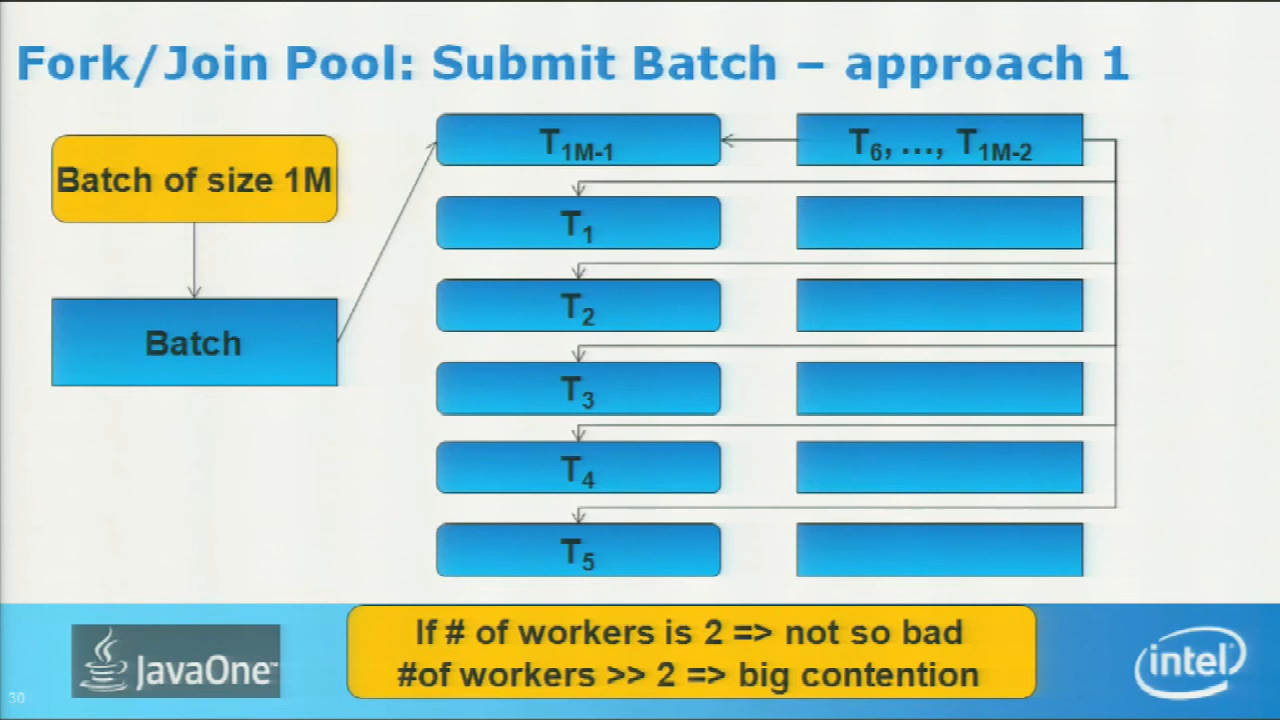 Fork/Join Pool: Submit Batch – approach 1
Batch of size 1M
Batch
T1M-1
T6, ..., T1M-2
T1
T2
T3
T4
T5
If # of workers is 2 => not so bad
#of workers >> 2 => big contention
JavaOne™
intel
30